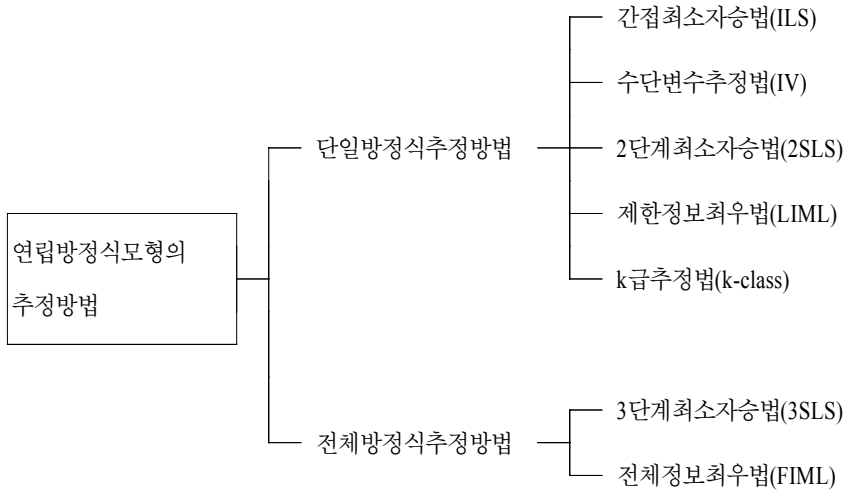 연립방정식모형의
추정방법
단일방정식추정방법
간접최소자승법(ILS)
수단변수추정법(IV)
2단계최소자승법(2SLS)
제한정보최우법(LIML)
k급추정법(k-class)
전체방정식추정방법
3단계최소자승법(3SLS)
전체정보최우법(FIML)